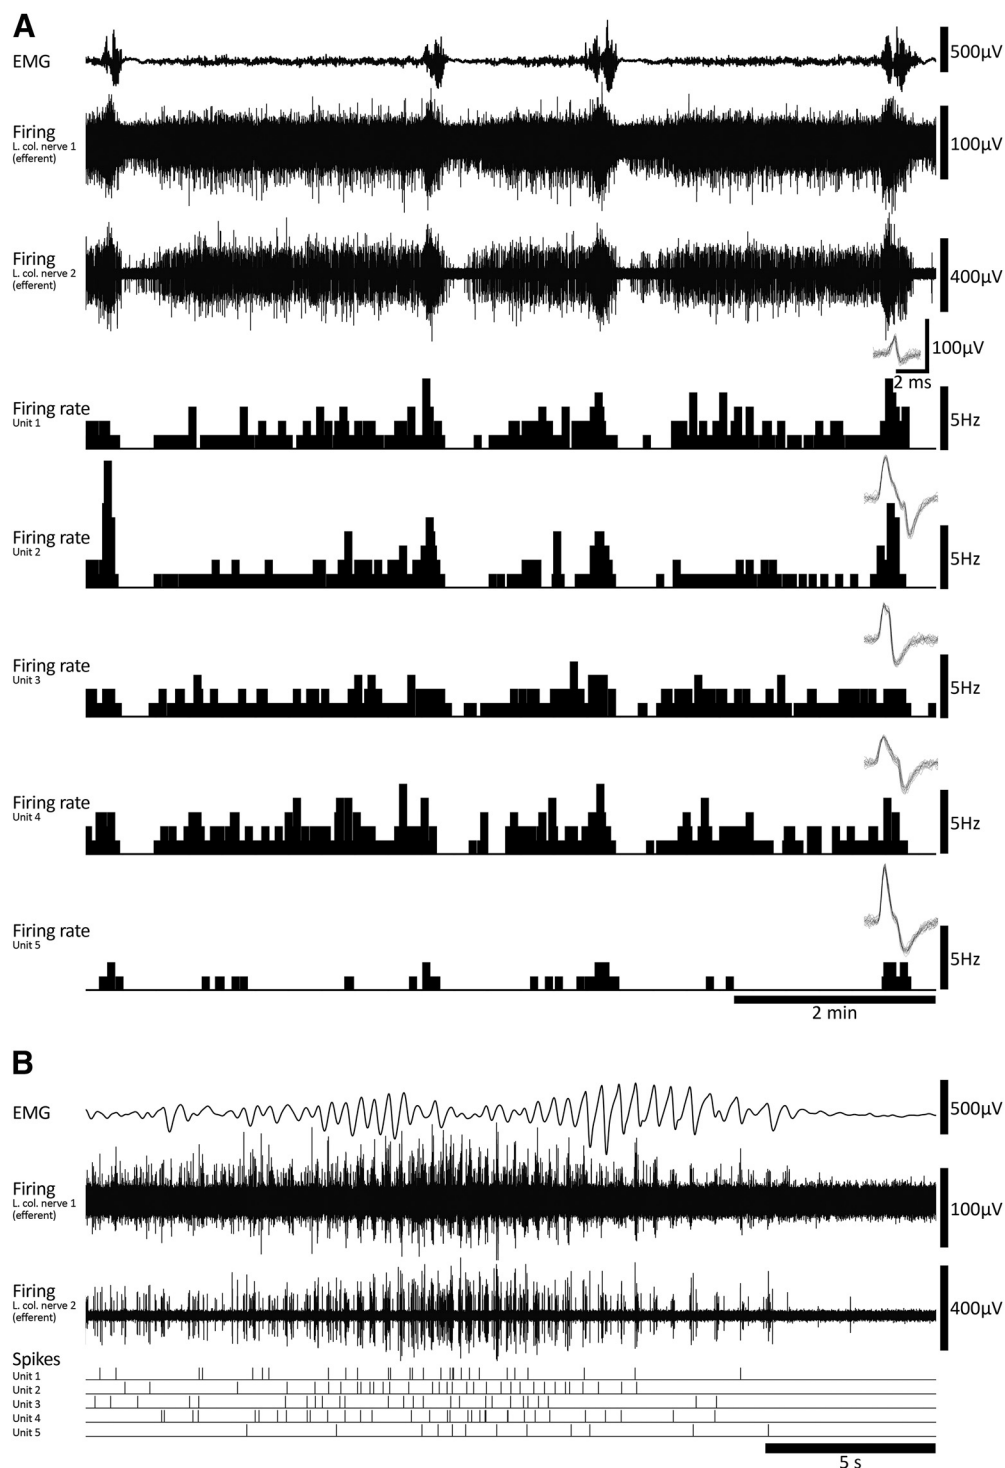 A
EMG
500µV
Firing
L. col. nerve 1
(efferent)
100µV
Firing
L. col. nerve 2
(efferent)
400µV
100µV
2 ms
Firing rate
Unit 1
5Hz
Firing rate
Unit 2
5Hz
Firing rate
Unit 3
5Hz
Firing rate
Unit 4
5Hz
Firing rate
Unit 5
5Hz
2 min
B
EMG
500µV
Firing
L. col. nerve 1
(efferent)
100µV
Firing
L. col. nerve 2
(efferent)
400µV
Spikes
Unit 1
Unit 2
Unit 3
Unit 4
Unit 5
5 s